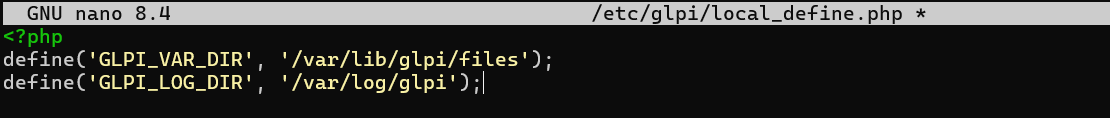 GNU nano 8.4 /etc/glpi/local_define.php *
<?php
define('GLPI_VAR_DIR', '/var/lib/glpi/files');
define('GLPI_LOG_DIR', '/var/log/glpi');